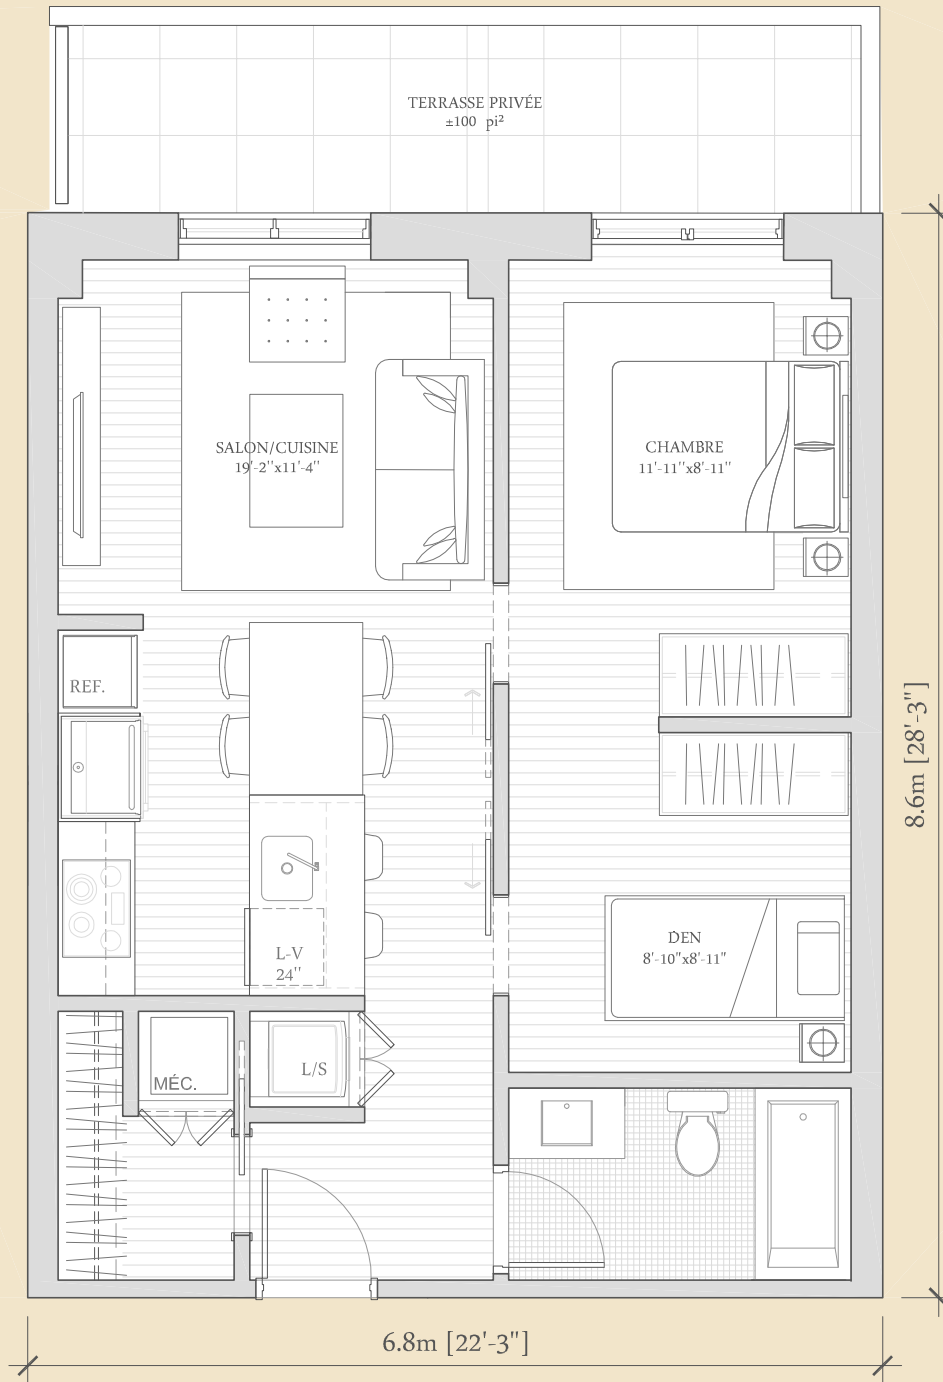 TERRASSE PRIVÉE
±100 pi²
SALON/CUISINE
19'-2''x11'-4''
CHAMBRE
11'-11''x8'-11''
REF.
8.6m [28'-3"]
L-V
24''
DEN
8'-10"x8'-11"
MÉC.
L/S
6.8m [22'-3"]